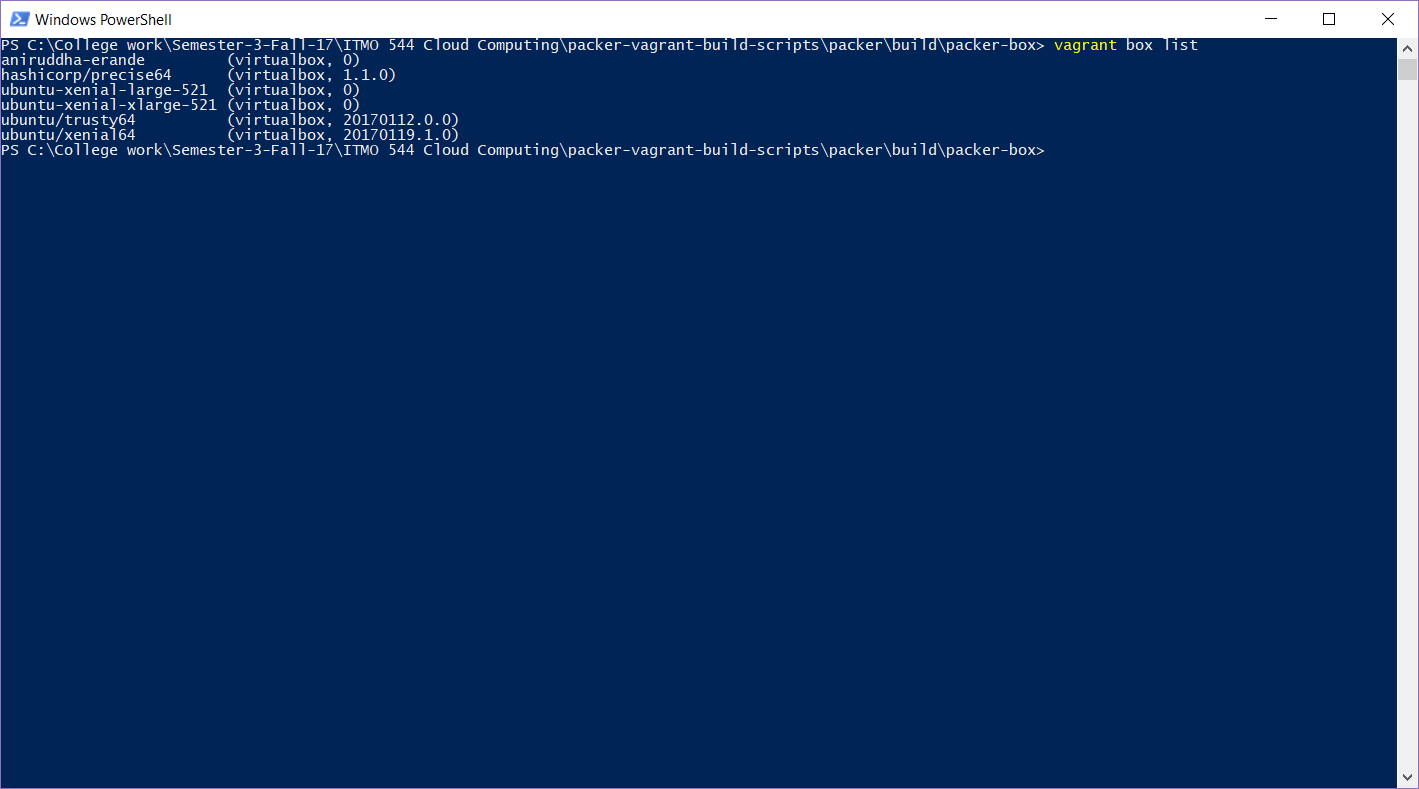 Windows PowerShell
PS C:\College work\Semester-3-Fall-17\ITMO 544 Cloud Computing\packer-vagrant-build-scripts\packer\build\packer-box> vagrant box list
aniruddha-erande         (virtualbox, 0)
hashicorp/precise64      (virtualbox, 1.1.0)
ubuntu-xenial-large-521  (virtualbox, 0)
ubuntu-xenial-xlarge-521 (virtualbox, 0)
ubuntu/trusty64          (virtualbox, 20170112.0.0)
ubuntu/xenial64          (virtualbox, 20170119.1.0)
PS C:\College work\Semester-3-Fall-17\ITMO 544 Cloud Computing\packer-vagrant-build-scripts\packer\build\packer-box>